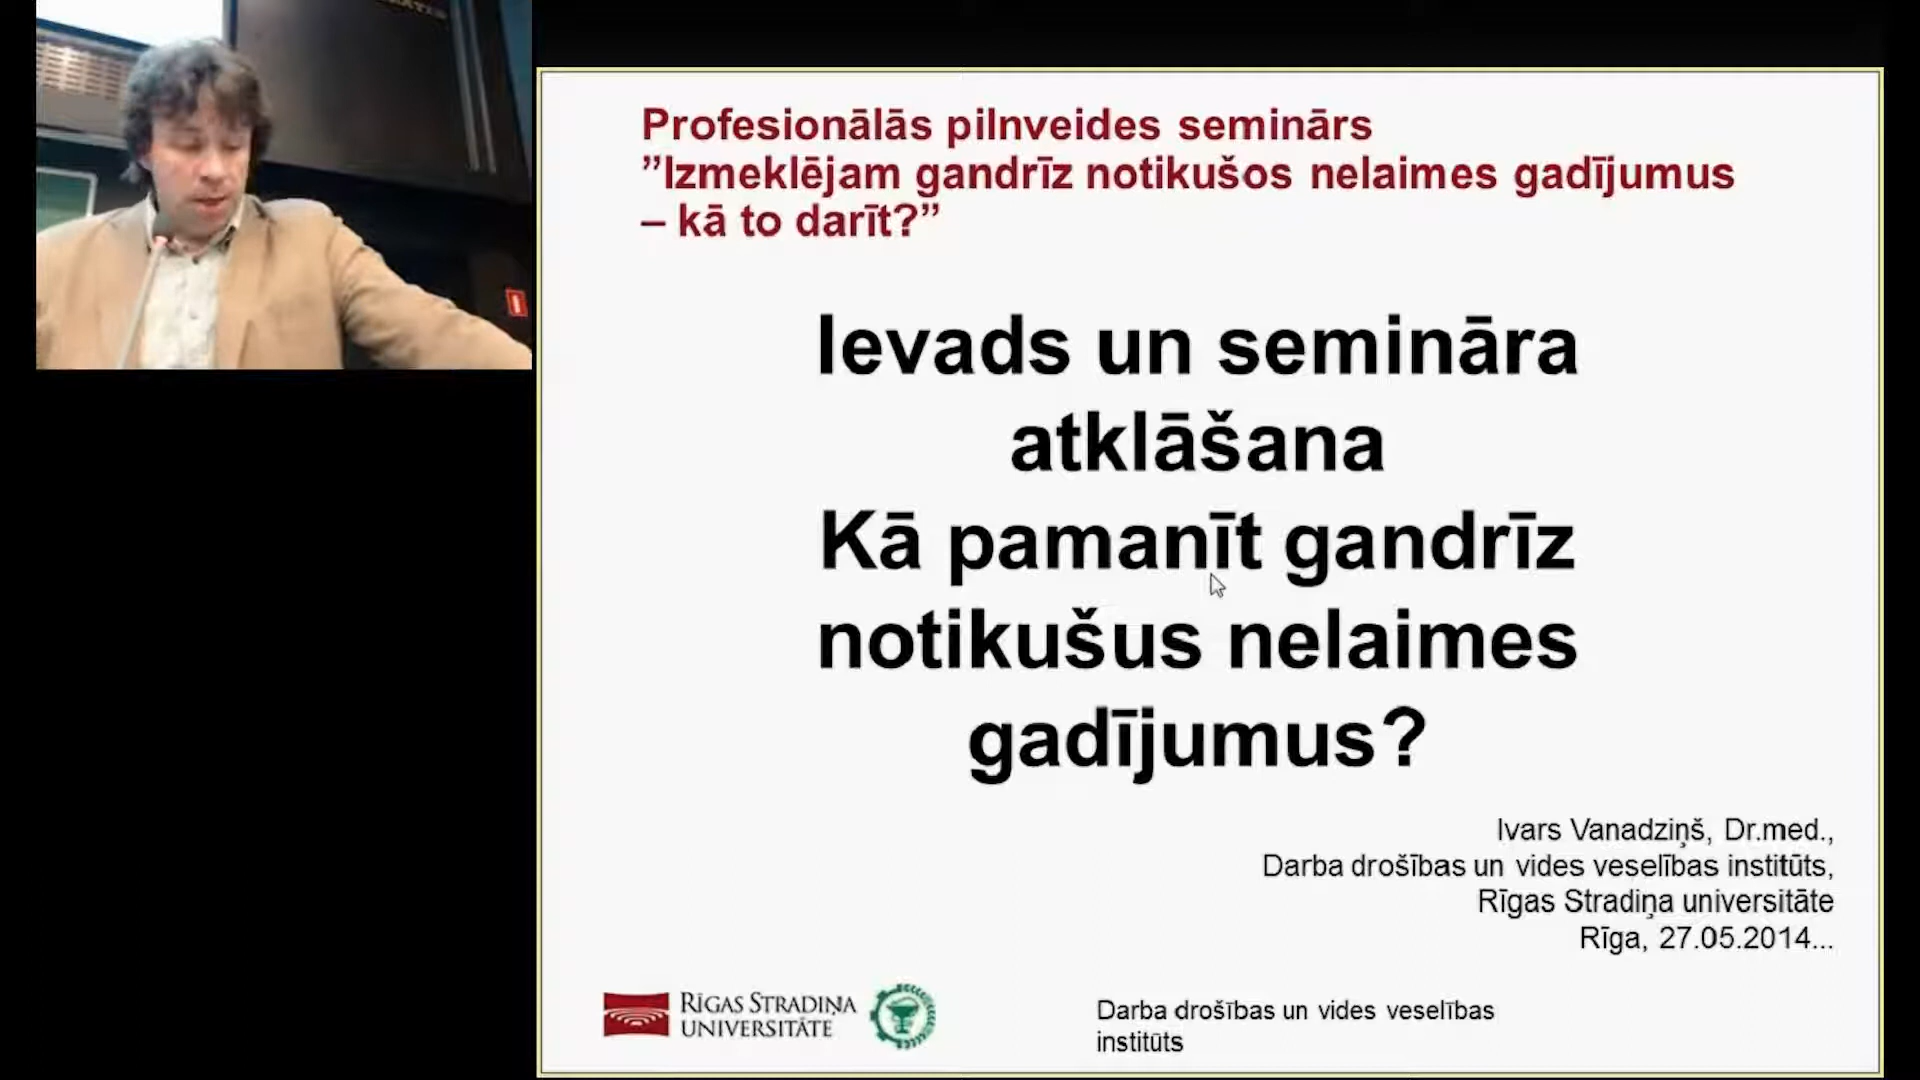 Profesionālās pilnveides seminārs
”Izmeklējam gandrīz notikušos nelaimes gadījumus
– kā to darīt?”
Ievads un semināra
atklāšana
Kā pamanīt gandrīz
notikušus nelaimes
gadījumus?
Ivars Vanadziņš, Dr.med.,
Darba drošības un vides veselības institūts,
Rīgas Stradiņa universitāte
Rīga, 27.05.2014...
RĪGAS STRADIŅA
UNIVERSITĀTE
Darba drošības un vides veselības
institūts